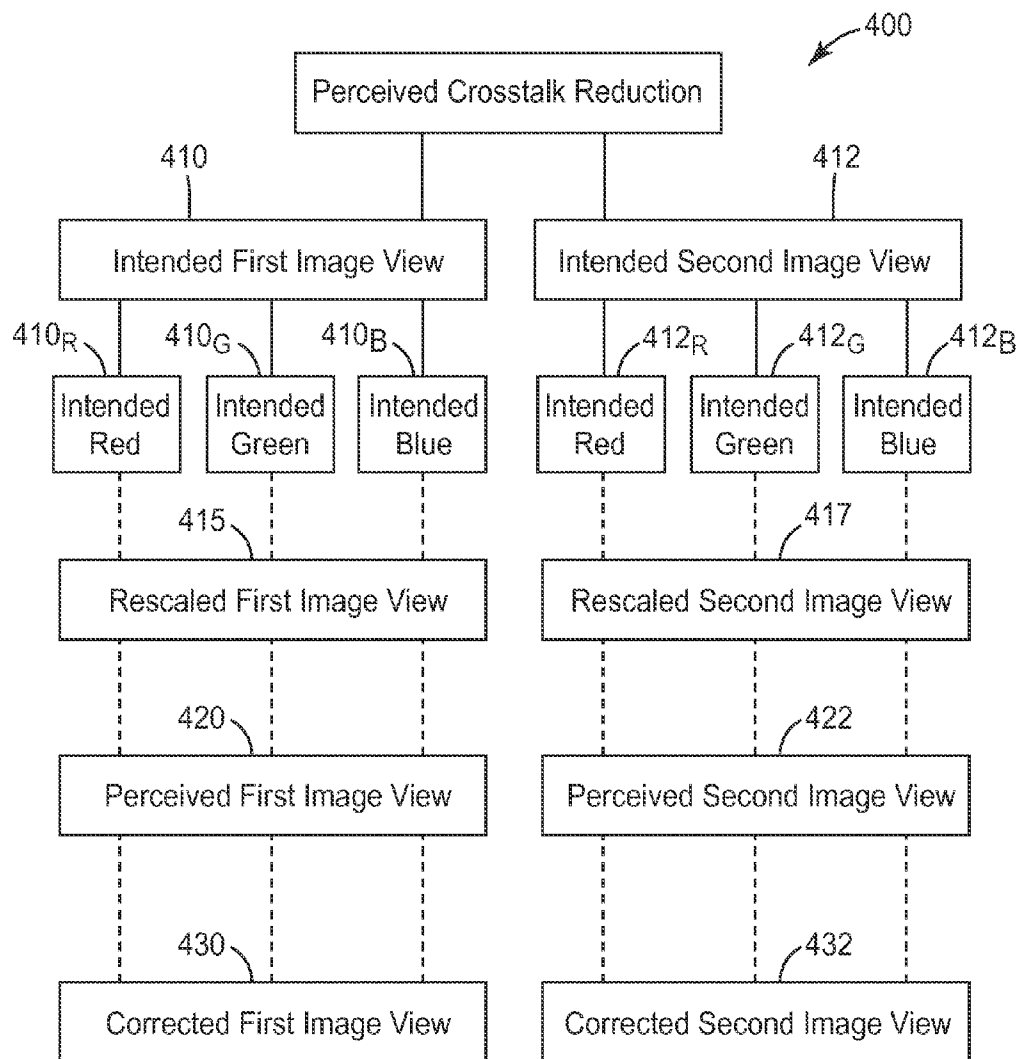 400
Perceived Crosstalk Reduction
410
412
Intended First Image View
Intended Second Image View
410R
410G
410B
412R
412G
412B
Intended
Red
Intended
Green
Intended
Blue
Intended
Red
Intended
Green
Intended
Blue
415
417
Rescaled First Image View
Rescaled Second Image View
420
422
Perceived First Image View
Perceived Second Image View
430
432
Corrected First Image View
Corrected Second Image View